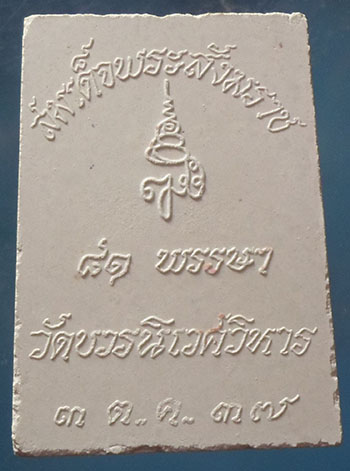 สมเด็จพระสังฆราช
๘๑ พรรษา
วัดบวรนิเวศวิหาร
๓ ต.. ค.. ๓๗